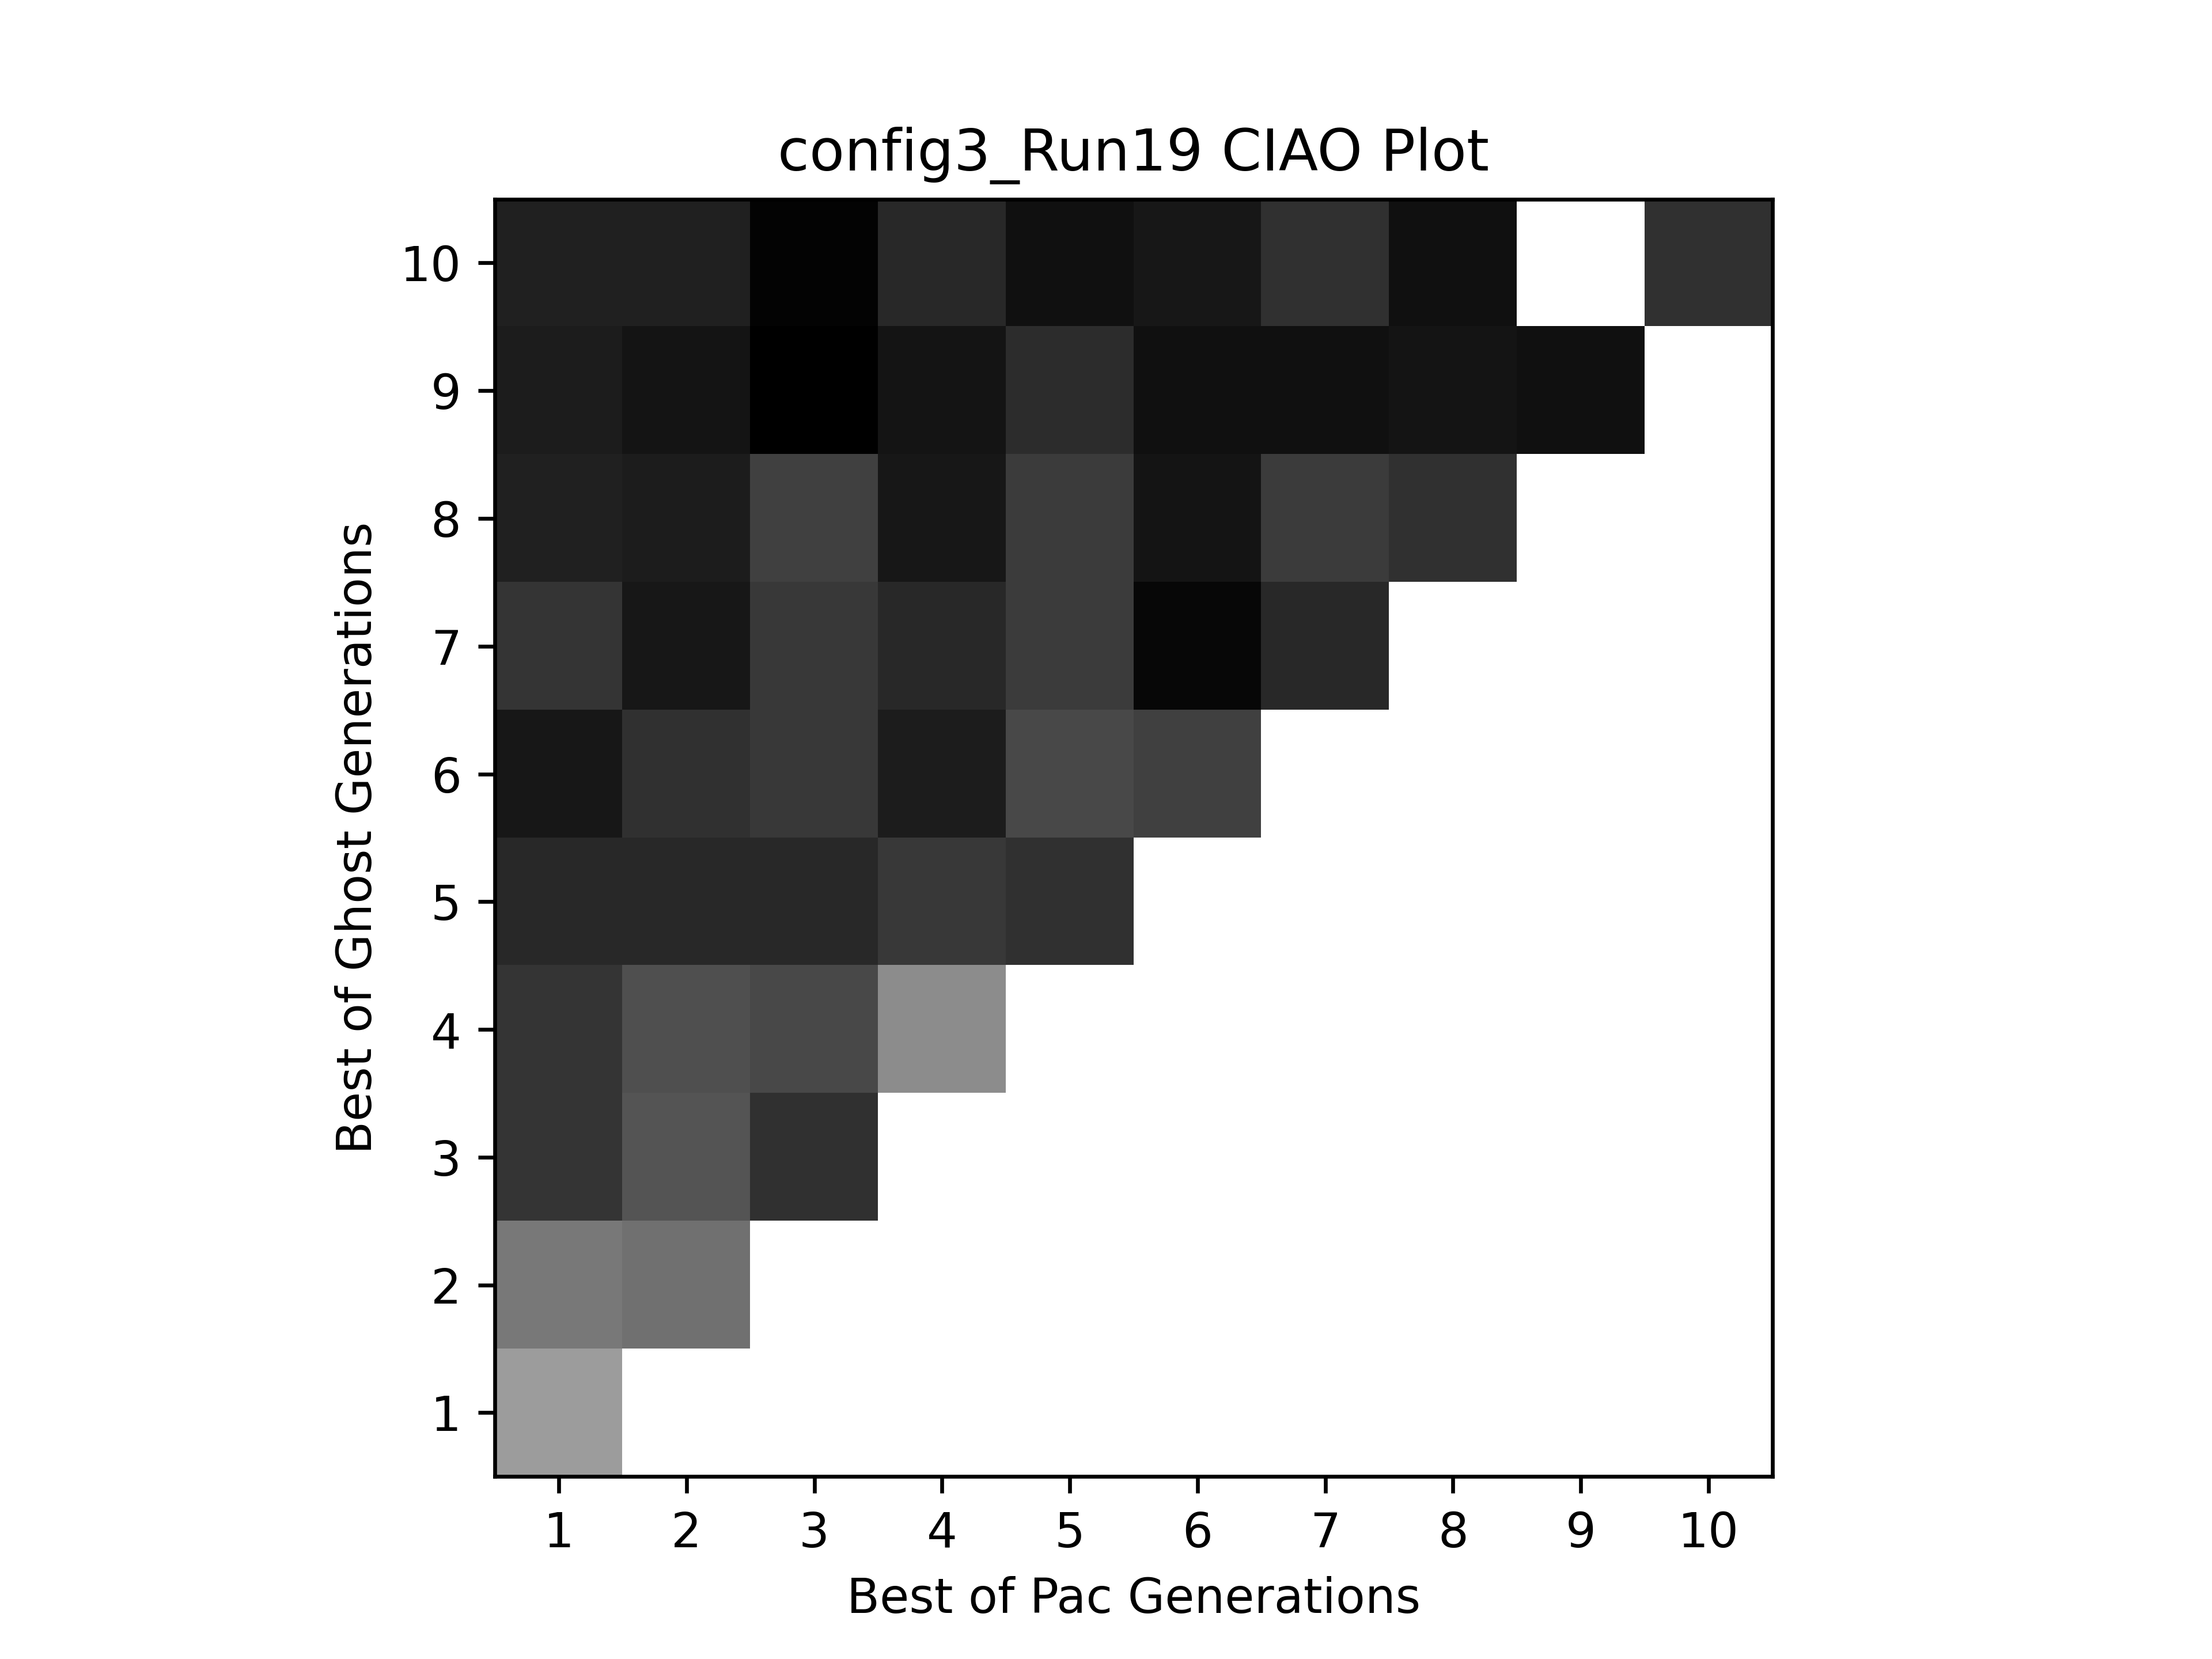 config3_Run19 CIAO Plot
Best of Ghost Generations
10
9
8
7
6
5
4
3
2
1
1 2 3 4 5 6 7 8 9 10
Best of Pac Generations